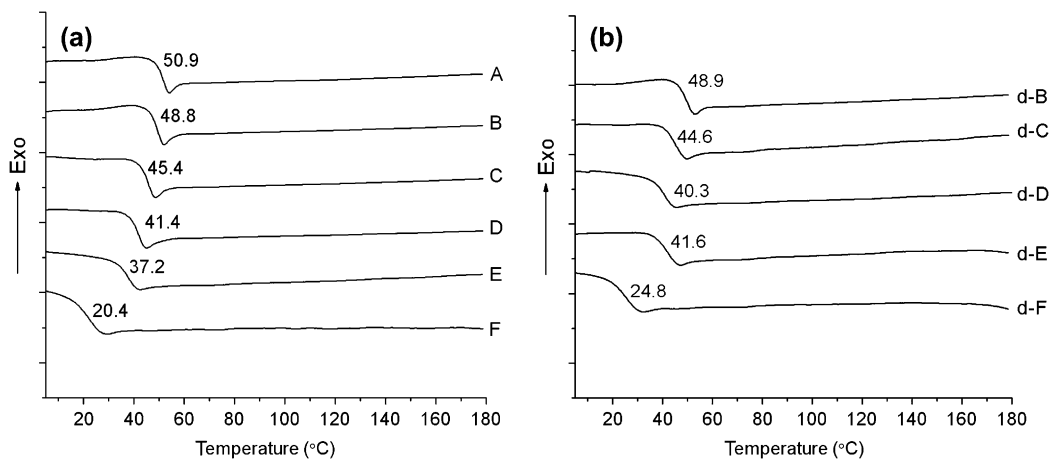 (a)
50.9
A
48.8
B
45.4
C
41.4
D
37.2
E
20.4
F
Exo
20 40 60 80 100 120 140 160 180
Temperature (°C)
(b)
48.9
d-B
44.6
d-C
40.3
d-D
41.6
d-E
24.8
d-F
Exo
20 40 60 80 100 120 140 160 180
Temperature (°C)